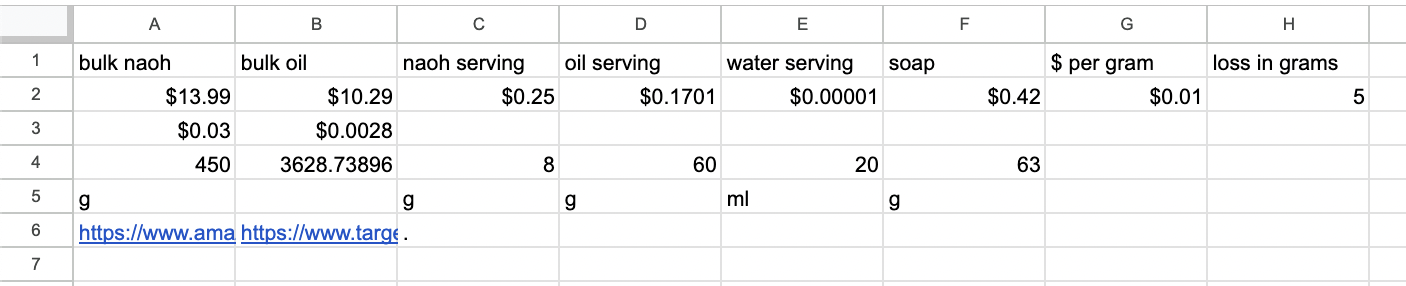 A B C D E F G H
1 bulk naoh bulk oil naoh serving oil serving water serving soap $ per gram loss in grams
2 $13.99 $10.29 $0.25 $0.1701 $0.00001 $0.42 $0.01 5
3 $0.03 $0.0028
4 450 3628.73896 8 60 20 63
5 g g g ml g
6 https://www.ama https://www.targe .
7